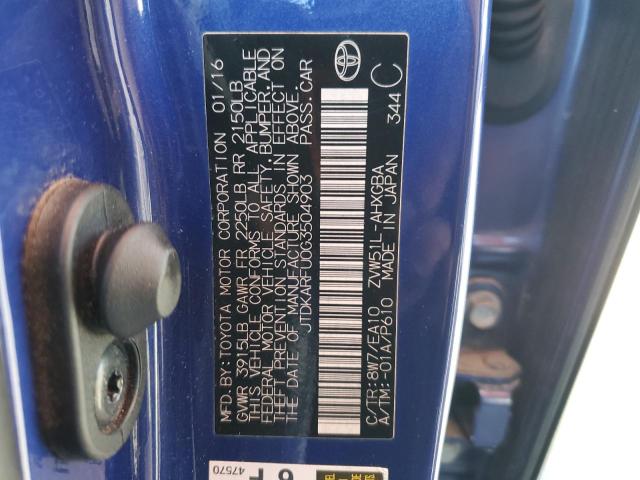 MFD.BY:TOYOTA MOTOR CORPORATION 01/16
GVWR 3915LB GAWR FR 2250LB RR 2150LB
THIS VEHICLE CONFORMS TO ALL APPLICABLE
FEDERAL MOTOR VEHICLE SAFETY,BUMPER,AND
THEFT PREVENTION STANDARDS IN EFFECT ON
THE DATE OF MANUFACTURE SHOWN ABOVE.
JTDKARFU0G3504903 PASS.CAR
C/TR:8W7/EA10 ZVW51L-AHXGBA
A/TM:-01A/P610 MADE IN JAPAN
344 C
47570